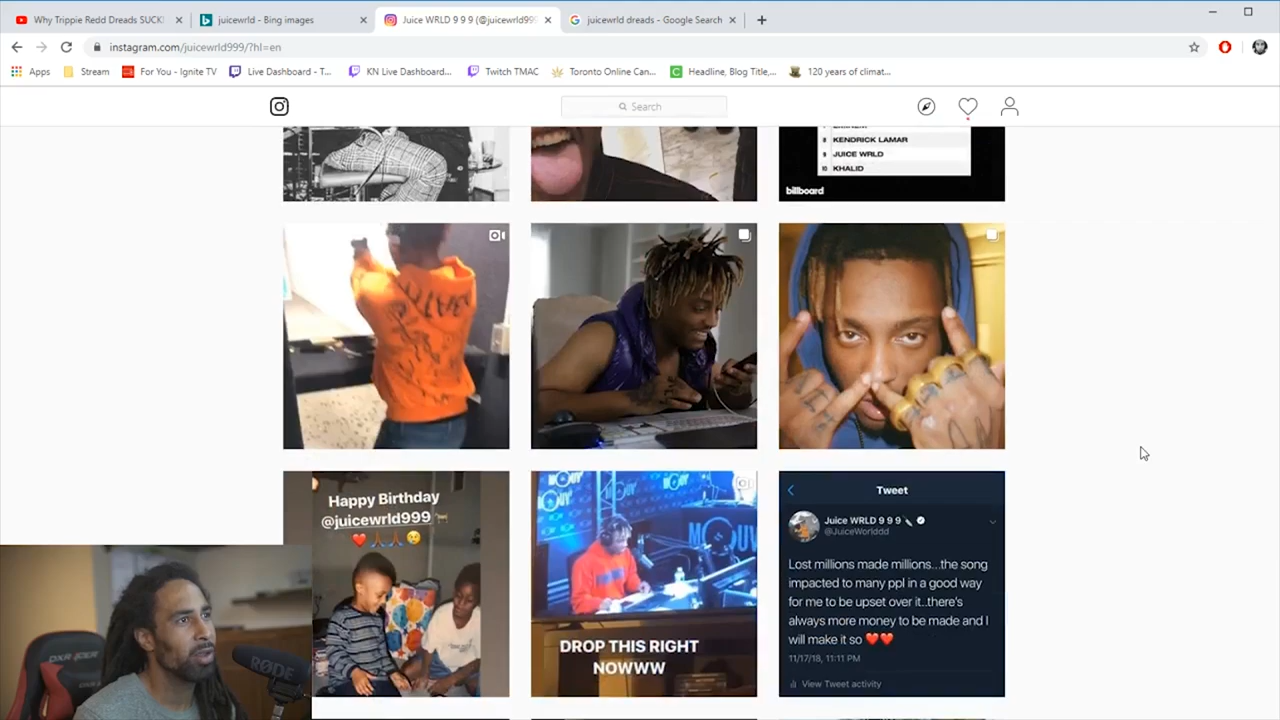 Why Trippie Redd Dreads SUCK!
juicewrld - Bing images
Juice WRLD 9 9 9 (@juicewrld999
juicewrld dreads - Google Search
instagram.com/juicewrld999/?hl=en
Apps
Stream
For You - Ignite TV
Live Dashboard - T...
KN Live Dashboard...
Twitch TMAC
Toronto Online Can...
Headline, Blog Title,...
120 years of climat...
Search
8 KENDRICK LAMAR
9 JUICE WRLD
10 KHALID
billboard
Happy Birthday
@juicewrld999
MOUV'
DROP THIS RIGHT
NOWWW
Tweet
Juice WRLD 9 9 9
@JuiceWorlddd
Lost millions made millions...the song
impacted to many ppl in a good way
for me to be upset over it..there's
always more money to be made and I
will make it so ❤️❤️
11/17/18, 11:11 PM
View Tweet activity
DXRACER
RØDE